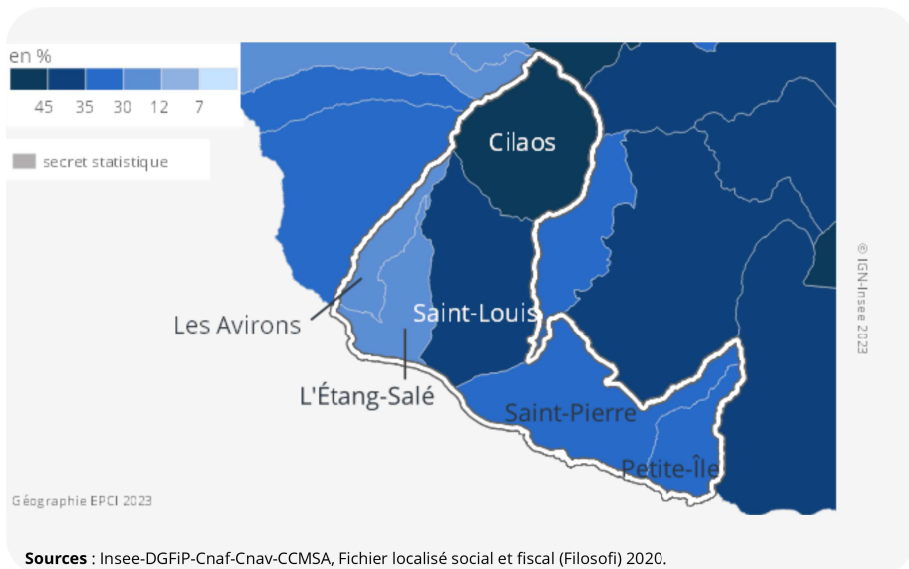 en %
45 35 30 12 7
secret statistique
Cilaos
Saint-Louis
Les Avirons
L'Étang-Salé
Saint-Pierre
Petite-Île
© IGN-Insee 2023
Géographie EPCI 2023
Sources : Insee-DGFiP-Cnaf-Cnav-CCMSA, Fichier localisé social et fiscal (Filosofi) 2020.